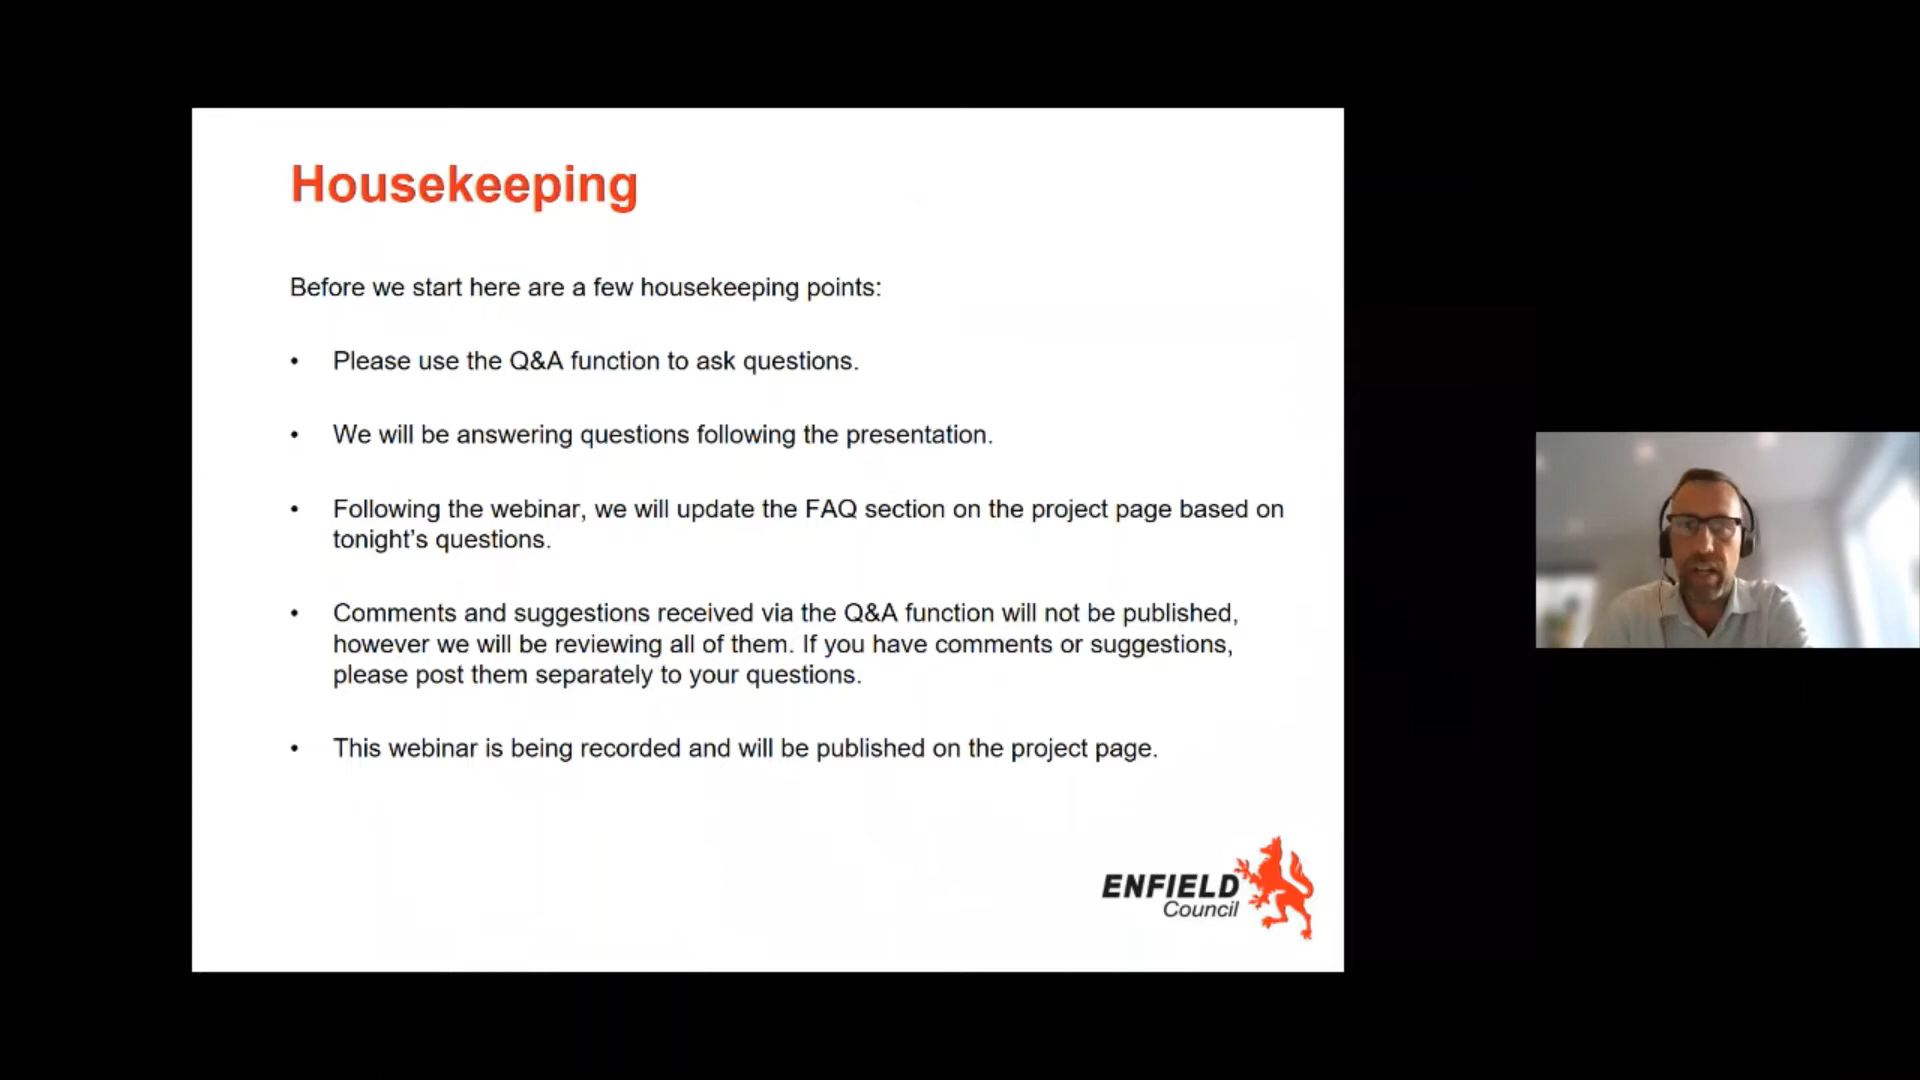 Housekeeping
Before we start here are a few housekeeping points:
• Please use the Q&A function to ask questions.
• We will be answering questions following the presentation.
• Following the webinar, we will update the FAQ section on the project page based on
tonight’s questions.
• Comments and suggestions received via the Q&A function will not be published,
however we will be reviewing all of them. If you have comments or suggestions,
please post them separately to your questions.
• This webinar is being recorded and will be published on the project page.
ENFIELD
Council